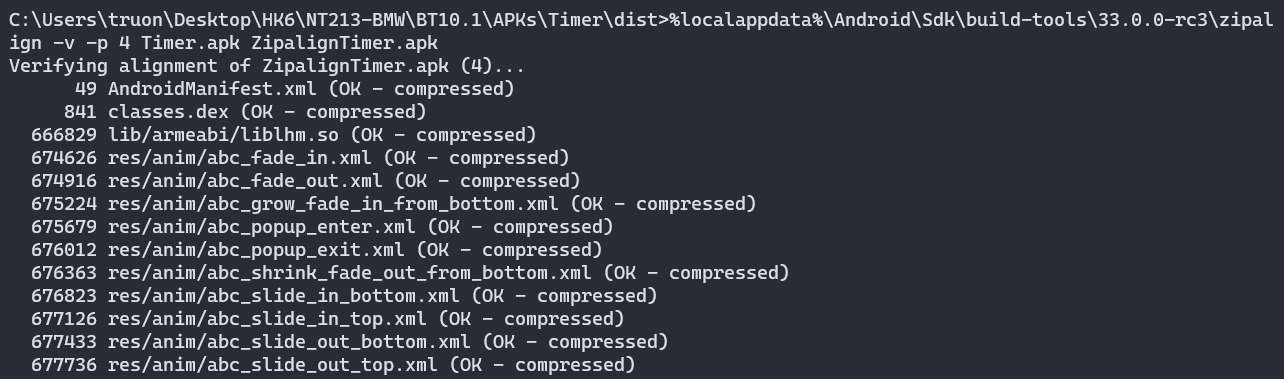 C:\Users\truon\Desktop\HK6\NT213-BMW\BT10.1\APKs\Timer\dist>%localappdata%\Android\Sdk\build-tools\33.0.0-rc3\zipal
ign -v -p 4 Timer.apk ZipalignTimer.apk
Verifying alignment of ZipalignTimer.apk (4)...
      49 AndroidManifest.xml (OK - compressed)
     841 classes.dex (OK - compressed)
  666829 lib/armeabi/liblhm.so (OK - compressed)
  674626 res/anim/abc_fade_in.xml (OK - compressed)
  674916 res/anim/abc_fade_out.xml (OK - compressed)
  675224 res/anim/abc_grow_fade_in_from_bottom.xml (OK - compressed)
  675679 res/anim/abc_popup_enter.xml (OK - compressed)
  676012 res/anim/abc_popup_exit.xml (OK - compressed)
  676363 res/anim/abc_shrink_fade_out_from_bottom.xml (OK - compressed)
  676823 res/anim/abc_slide_in_bottom.xml (OK - compressed)
  677126 res/anim/abc_slide_in_top.xml (OK - compressed)
  677433 res/anim/abc_slide_out_bottom.xml (OK - compressed)
  677736 res/anim/abc_slide_out_top.xml (OK - compressed)